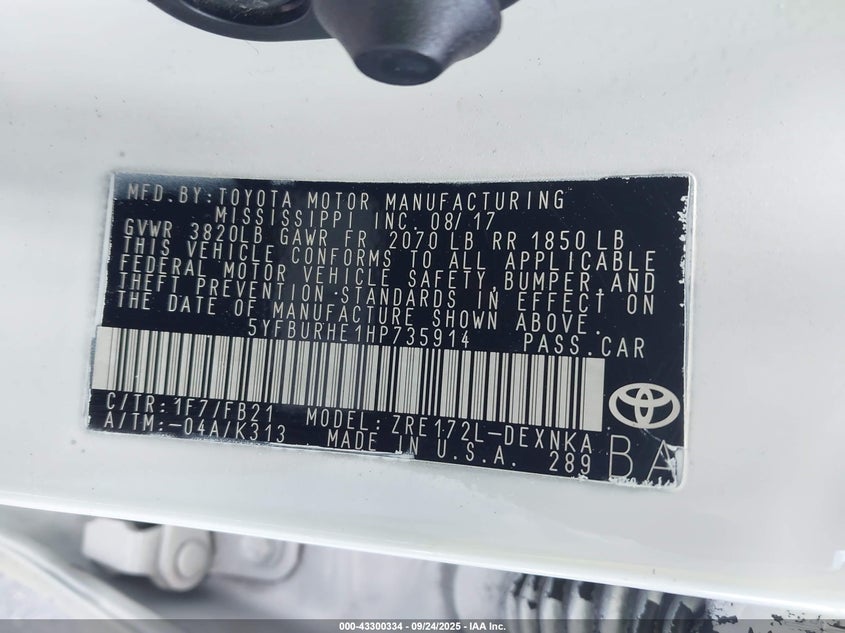 MFD.BY:TOYOTA MOTOR MANUFACTURING
MISSISSIPPI INC. 08/17
GVWR 3820LB GAWR FR 2070 LB RR 1850 LB
THIS VEHICLE CONFORMS TO ALL APPLICABLE
FEDERAL MOTOR VEHICLE SAFETY,BUMPER,AND
THEFT PREVENTION STANDARDS IN EFFECT ON
THE DATE OF MANUFACTURE SHOWN ABOVE.
5YFBURHE1HP735914 PASS.CAR
C/TR:1F7/FB21 MODEL:ZRE172L-DEXNKA
A/TM:-04A/K313 MADE IN U.S.A. 289
BA
000-43300334 - 09/24/2025 - IAA Inc.